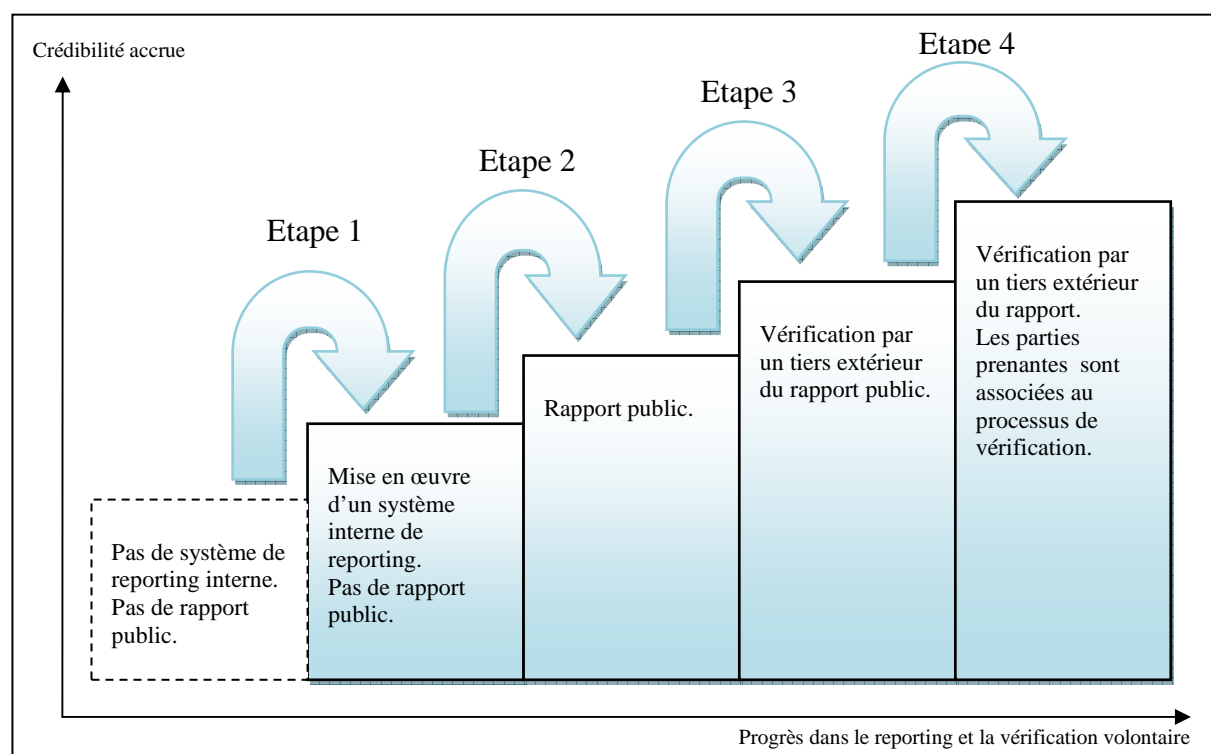 Crédibilité accrue
Etape 4
Etape 3
Etape 2
Etape 1
Pas de système de
reporting interne.
Pas de rapport
public.
Mise en œuvre
d’un système
interne de
reporting.
Pas de rapport
public.
Rapport public.
Vérification par
un tiers extérieur
du rapport public.
Vérification par
un tiers extérieur
du rapport.
Les parties
prenantes sont
associées au
processus de
vérification.
Progrès dans le reporting et la vérification volontaire